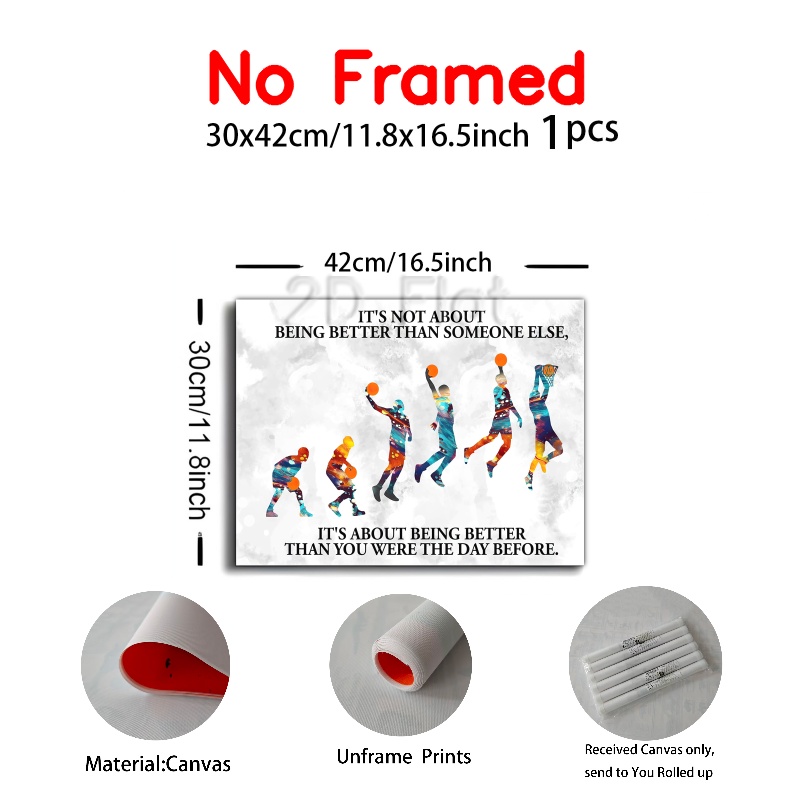 No Framed
30x42cm/11.8x16.5inch 1pcs
42cm/16.5inch
2D Flat
30cm/11.8inch
IT'S NOT ABOUT
BEING BETTER THAN SOMEONE ELSE,
IT'S ABOUT BEING BETTER
THAN YOU WERE THE DAY BEFORE.
Material:Canvas
Unframe Prints
Received Canvas only,
send to You Rolled up